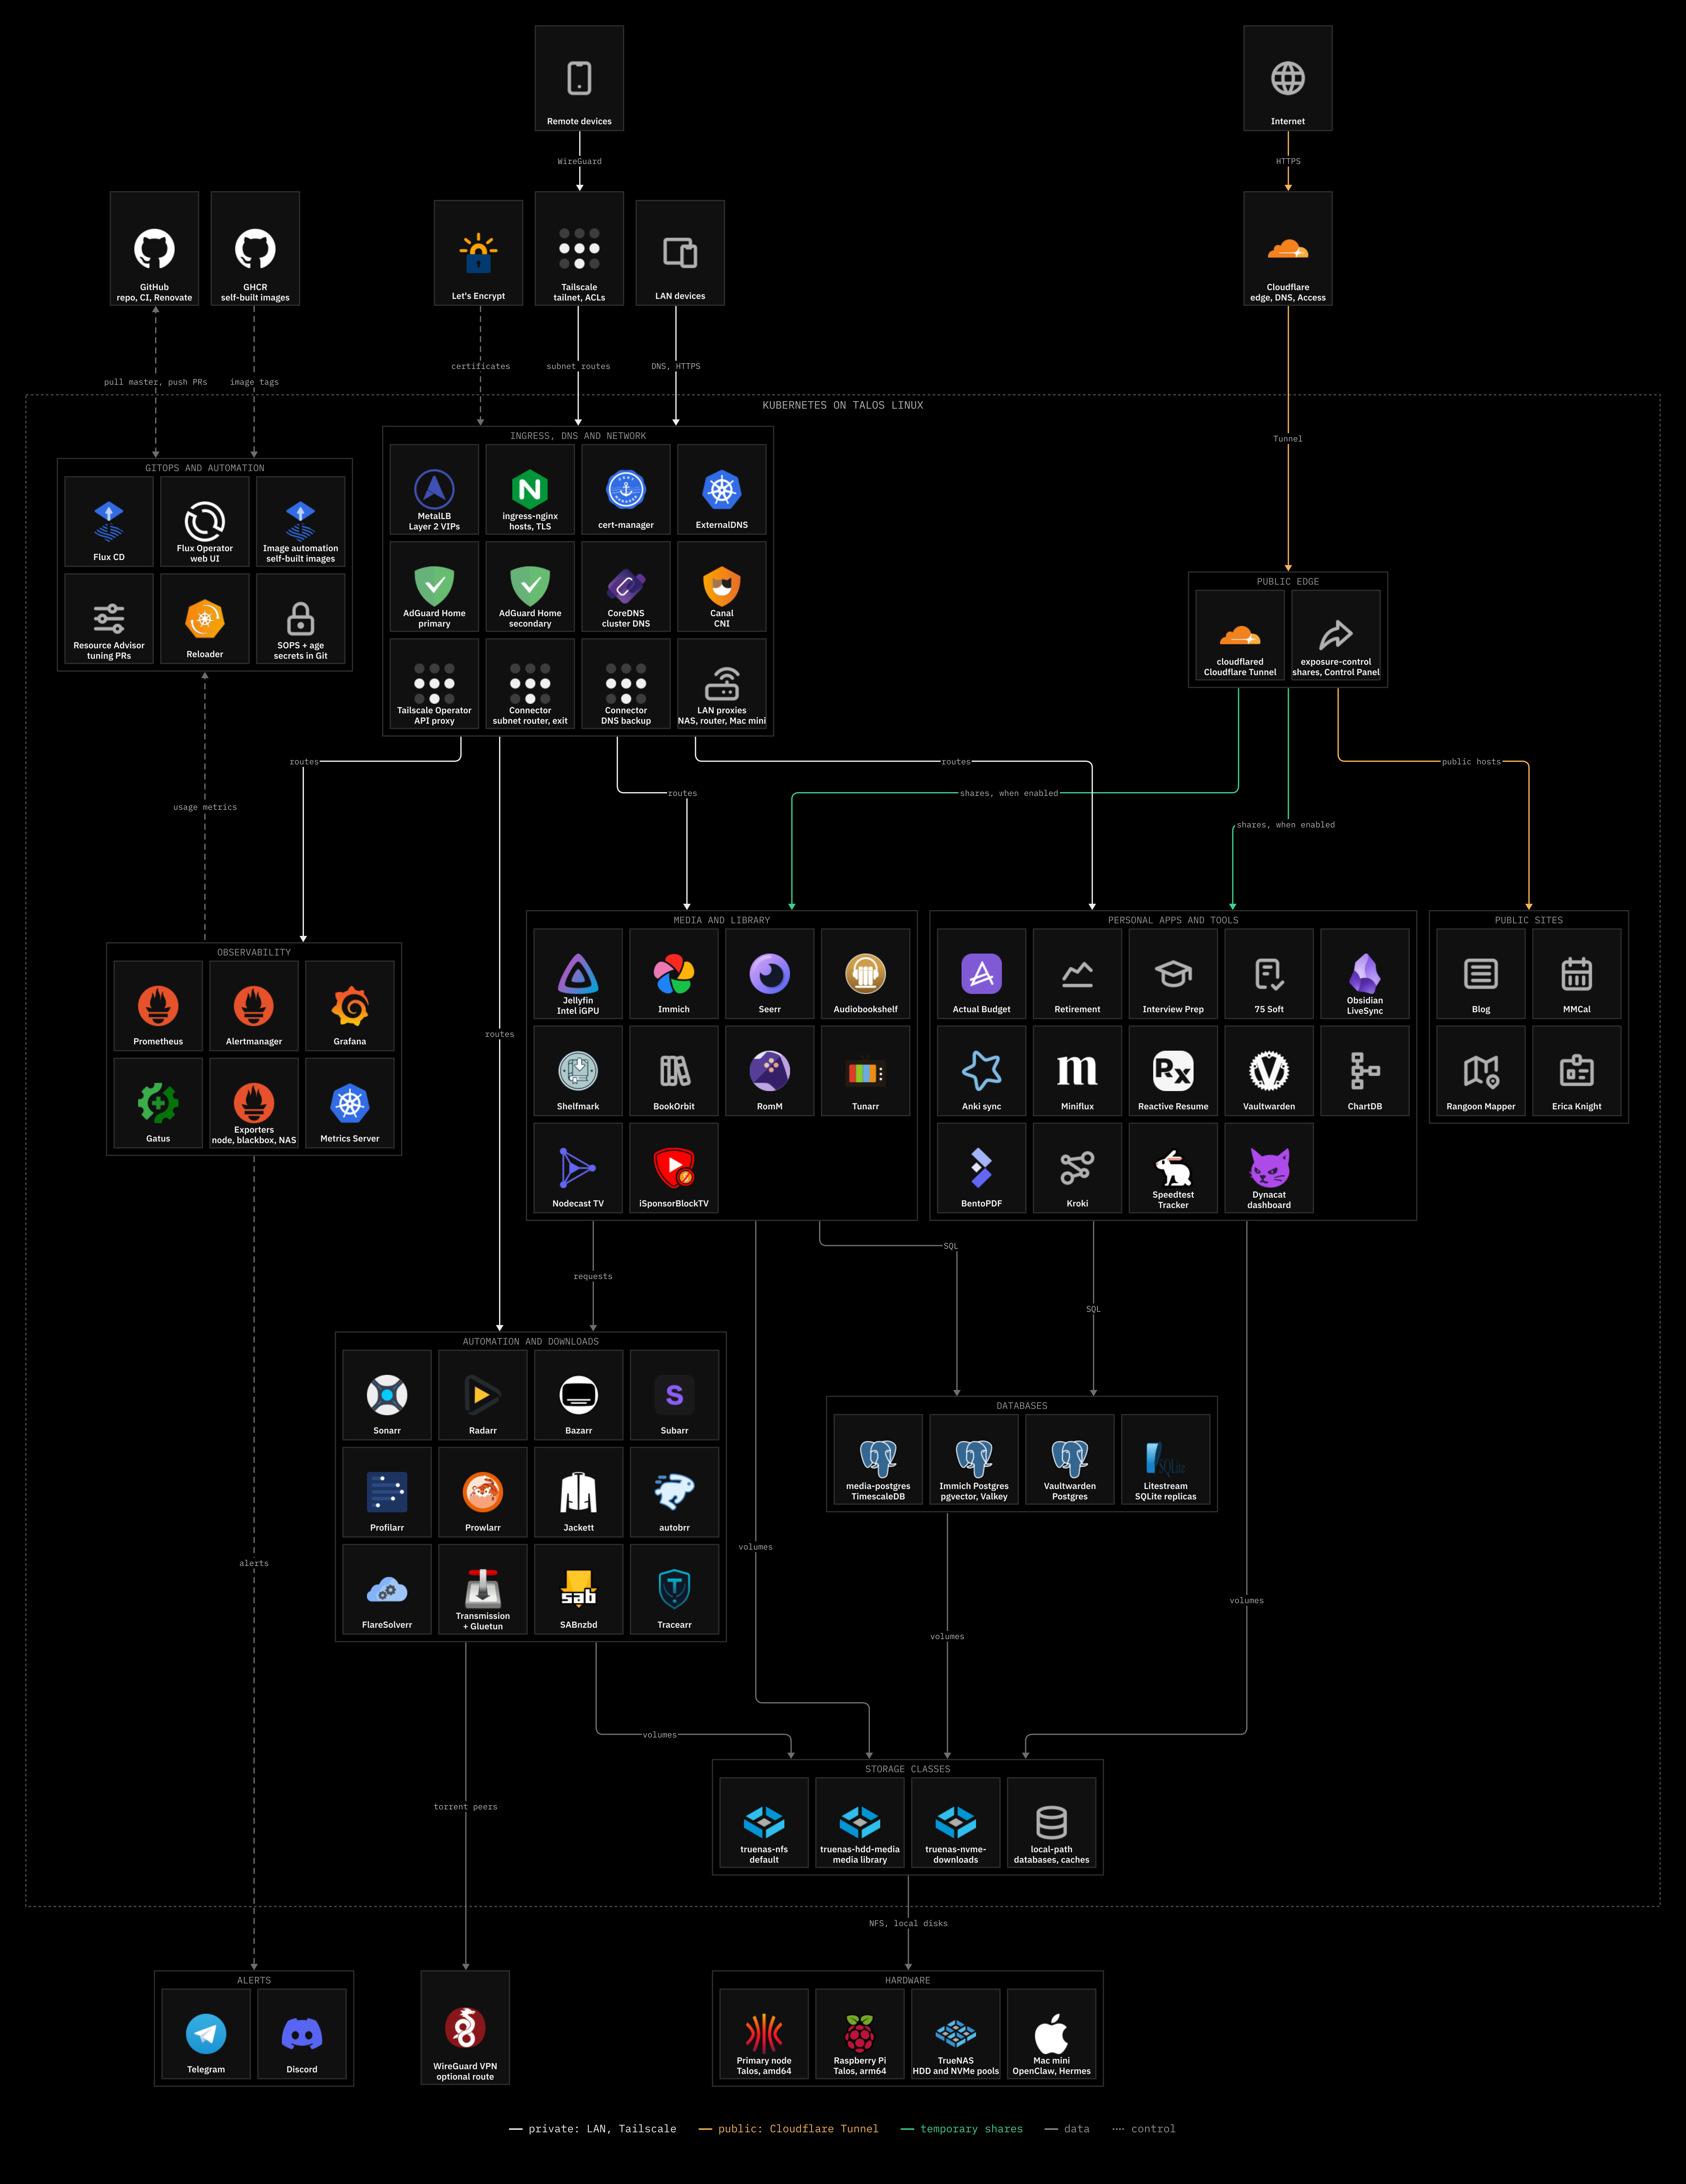 Remote devices
Internet
WireGuard
HTTPS
GitHub
repo, CI, Renovate
GHCR
self-built images
Let's Encrypt
Tailscale
tailnet, ACLs
LAN devices
Cloudflare
edge, DNS, Access
certificates
subnet routes
DNS, HTTPS
pull master, push PRs
image tags
KUBERNETES ON TALOS LINUX
Tunnel
INGRESS, DNS AND NETWORK
MetalLB
Layer 2 VIPs
ingress-nginx
hosts, TLS
cert-manager
ExternalDNS
AdGuard Home
primary
AdGuard Home
secondary
CoreDNS
cluster DNS
Canal
CNI
Tailscale Operator
API proxy
Connector
subnet router, exit
Connector
DNS backup
LAN proxies
NAS, router, Mac mini
GITOPS AND AUTOMATION
Flux CD
Flux Operator
web UI
Image automation
self-built images
Resource Advisor
tuning PRs
Reloader
SOPS + age
secrets in Git
PUBLIC EDGE
cloudflared
Cloudflare Tunnel
exposure-control
shares, Control Panel
routes
routes
public hosts
routes
shares, when enabled
usage metrics
shares, when enabled
routes
OBSERVABILITY
Prometheus
Alertmanager
Grafana
Gatus
Exporters
node, blackbox, NAS
Metrics Server
MEDIA AND LIBRARY
Jellyfin
Intel iGPU
Immich
Seerr
Audiobookshelf
Shelfmark
BookOrbit
RomM
Tunarr
Nodecast TV
iSponsorBlockTV
PERSONAL APPS AND TOOLS
Actual Budget
Retirement
Interview Prep
75 Soft
Obsidian
LiveSync
Anki sync
m
Miniflux
Rx
Reactive Resume
Vaultwarden
ChartDB
BentoPDF
Kroki
Speedtest
Tracker
Dynacat
dashboard
PUBLIC SITES
Blog
MMCal
Rangoon Mapper
Erica Knight
requests
SQL
SQL
AUTOMATION AND DOWNLOADS
Sonarr
Radarr
Bazarr
S
Subarr
Profilarr
Prowlarr
Jackett
autobrr
FlareSolverr
Transmission
+ Gluetun
sab
SABnzbd
T
Tracearr
DATABASES
media-postgres
TimescaleDB
Immich Postgres
pgvector, Valkey
Vaultwarden
Postgres
SQLite
Litestream
SQLite replicas
volumes
alerts
volumes
volumes
volumes
torrent peers
STORAGE CLASSES
truenas-nfs
default
truenas-hdd-media
media library
truenas-nvme-
downloads
local-path
databases, caches
NFS, local disks
ALERTS
Telegram
Discord
WireGuard VPN
optional route
HARDWARE
Primary node
Talos, amd64
Raspberry Pi
Talos, arm64
TrueNAS
HDD and NVMe pools
Mac mini
OpenClaw, Hermes
private: LAN, Tailscale
public: Cloudflare Tunnel
temporary shares
data
control